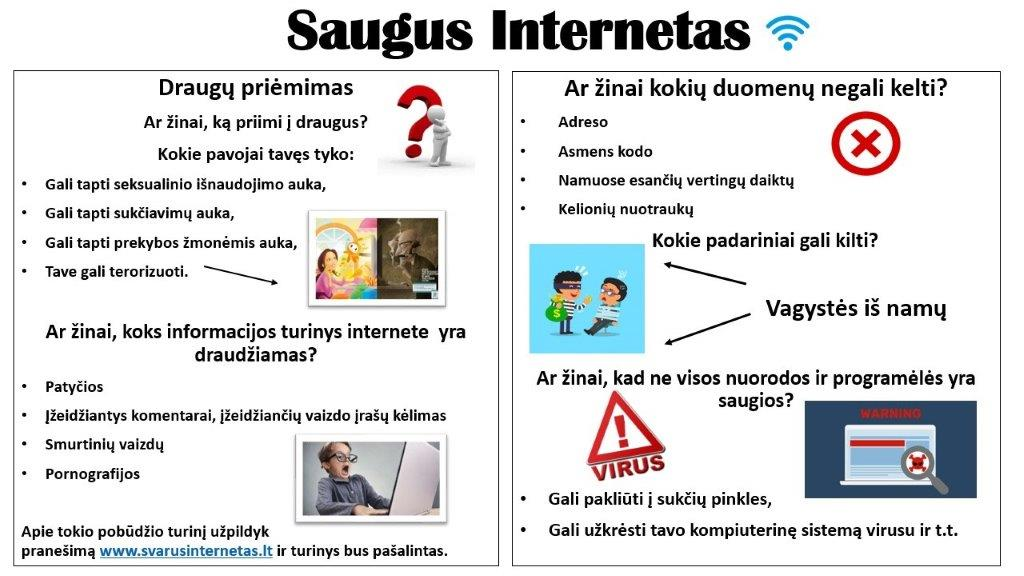 Saugus Internetas
Draugų priėmimas
Ar žinai, ką priimi į draugus?
Kokie pavojai tavęs tyko:
• Gali tapti seksualinio išnaudojimo auka,
• Gali tapti sukčiavimų auka,
• Gali tapti prekybos žmonėmis auka,
• Tave gali terorizuoti.
Ar žinai, koks informacijos turinys internete yra
draudžiamas?
• Patyčios
• Įžeidžiantys komentarai, įžeidžiančių vaizdo įrašų kėlimas
• Smurtinių vaizdų
• Pornografijos
Apie tokio pobūdžio turinį užpildyk
pranešimą www.svarusinternetas.lt ir turinys bus pašalintas.
Ar žinai kokių duomenų negali kelti?
• Adreso
• Asmens kodo
• Namuose esančių vertingų daiktų
• Kelionių nuotraukų
Kokie padariniai gali kilti?
Vagystės iš namų
Ar žinai, kad ne visos nuorodos ir programėlės yra
saugios?
VIRUS
WARNING
• Gali pakliūti į sukčių pinkles,
• Gali užkrėsti tavo kompiuterinę sistemą virusu ir t.t.